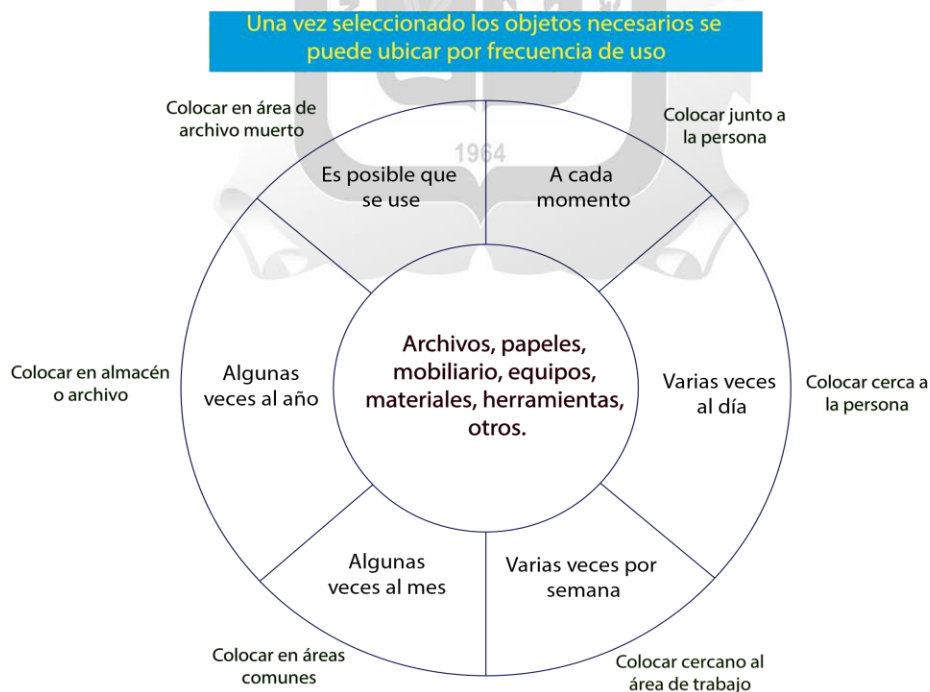 Una vez seleccionado los objetos necesarios se
puede ubicar por frecuencia de uso
Colocar en área de
archivo muerto
Colocar junto a
la persona
1964
Es posible que
se use
A cada
momento
Archivos, papeles,
mobiliario, equipos,
materiales, herramientas,
otros.
Colocar en almacén
o archivo
Algunas
veces al año
Varias veces
al día
Colocar cerca a
la persona
Algunas
veces al mes
Varias veces por
semana
Colocar en áreas
comunes
Colocar cercano al
área de trabajo